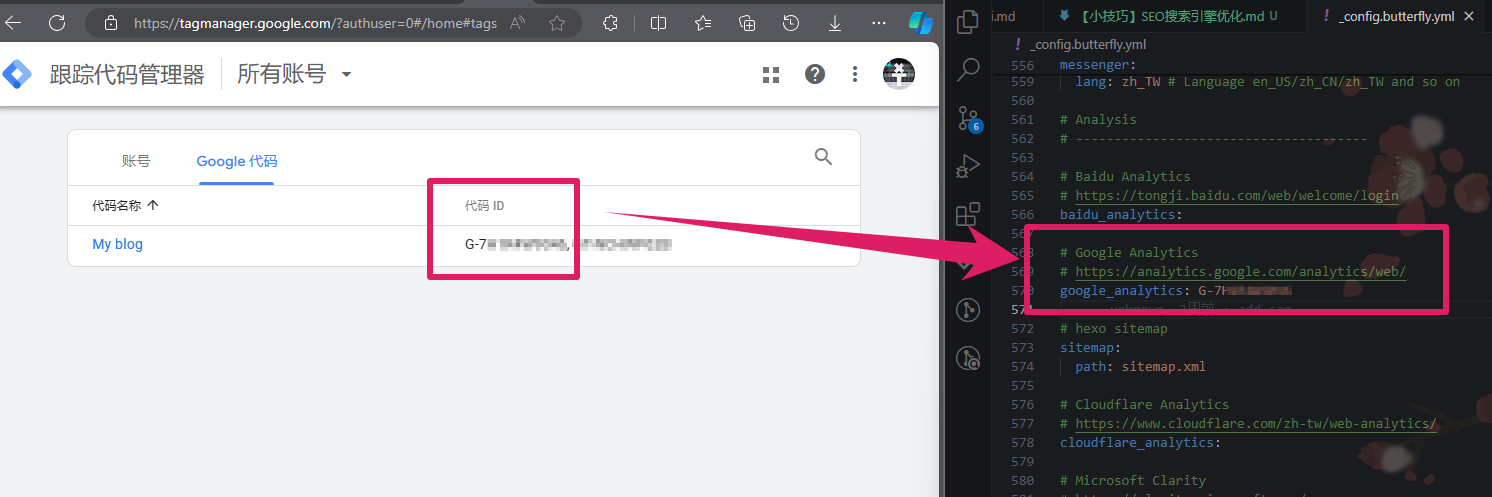 https://tagmanager.google.com/?authuser=0#/home#tags
跟踪代码管理器
所有账号
账号
Google 代码
代码名称
代码 ID
My blog
G-7
i.md
【小技巧】SEO搜索引擎优化.md U
! _config.butterfly.yml
! _config.butterfly.yml
6
556 messenger:
559 lang: zh_TW # Language en_US/zh_CN/zh_TW and so on
560
561 # Analysis
562 # --------------------------------------
563
564 # Baidu Analytics
565 # https://tongji.baidu.com/web/welcome/login
566 baidu_analytics:
567
568 # Google Analytics
569 # https://analytics.google.com/analytics/web/
570 google_analytics: G-7
571
572 # hexo sitemap
573 sitemap:
574 path: sitemap.xml
575
576 # Cloudflare Analytics
577 # https://www.cloudflare.com/zh-tw/web-analytics/
578 cloudflare_analytics:
579
580 # Microsoft Clarity